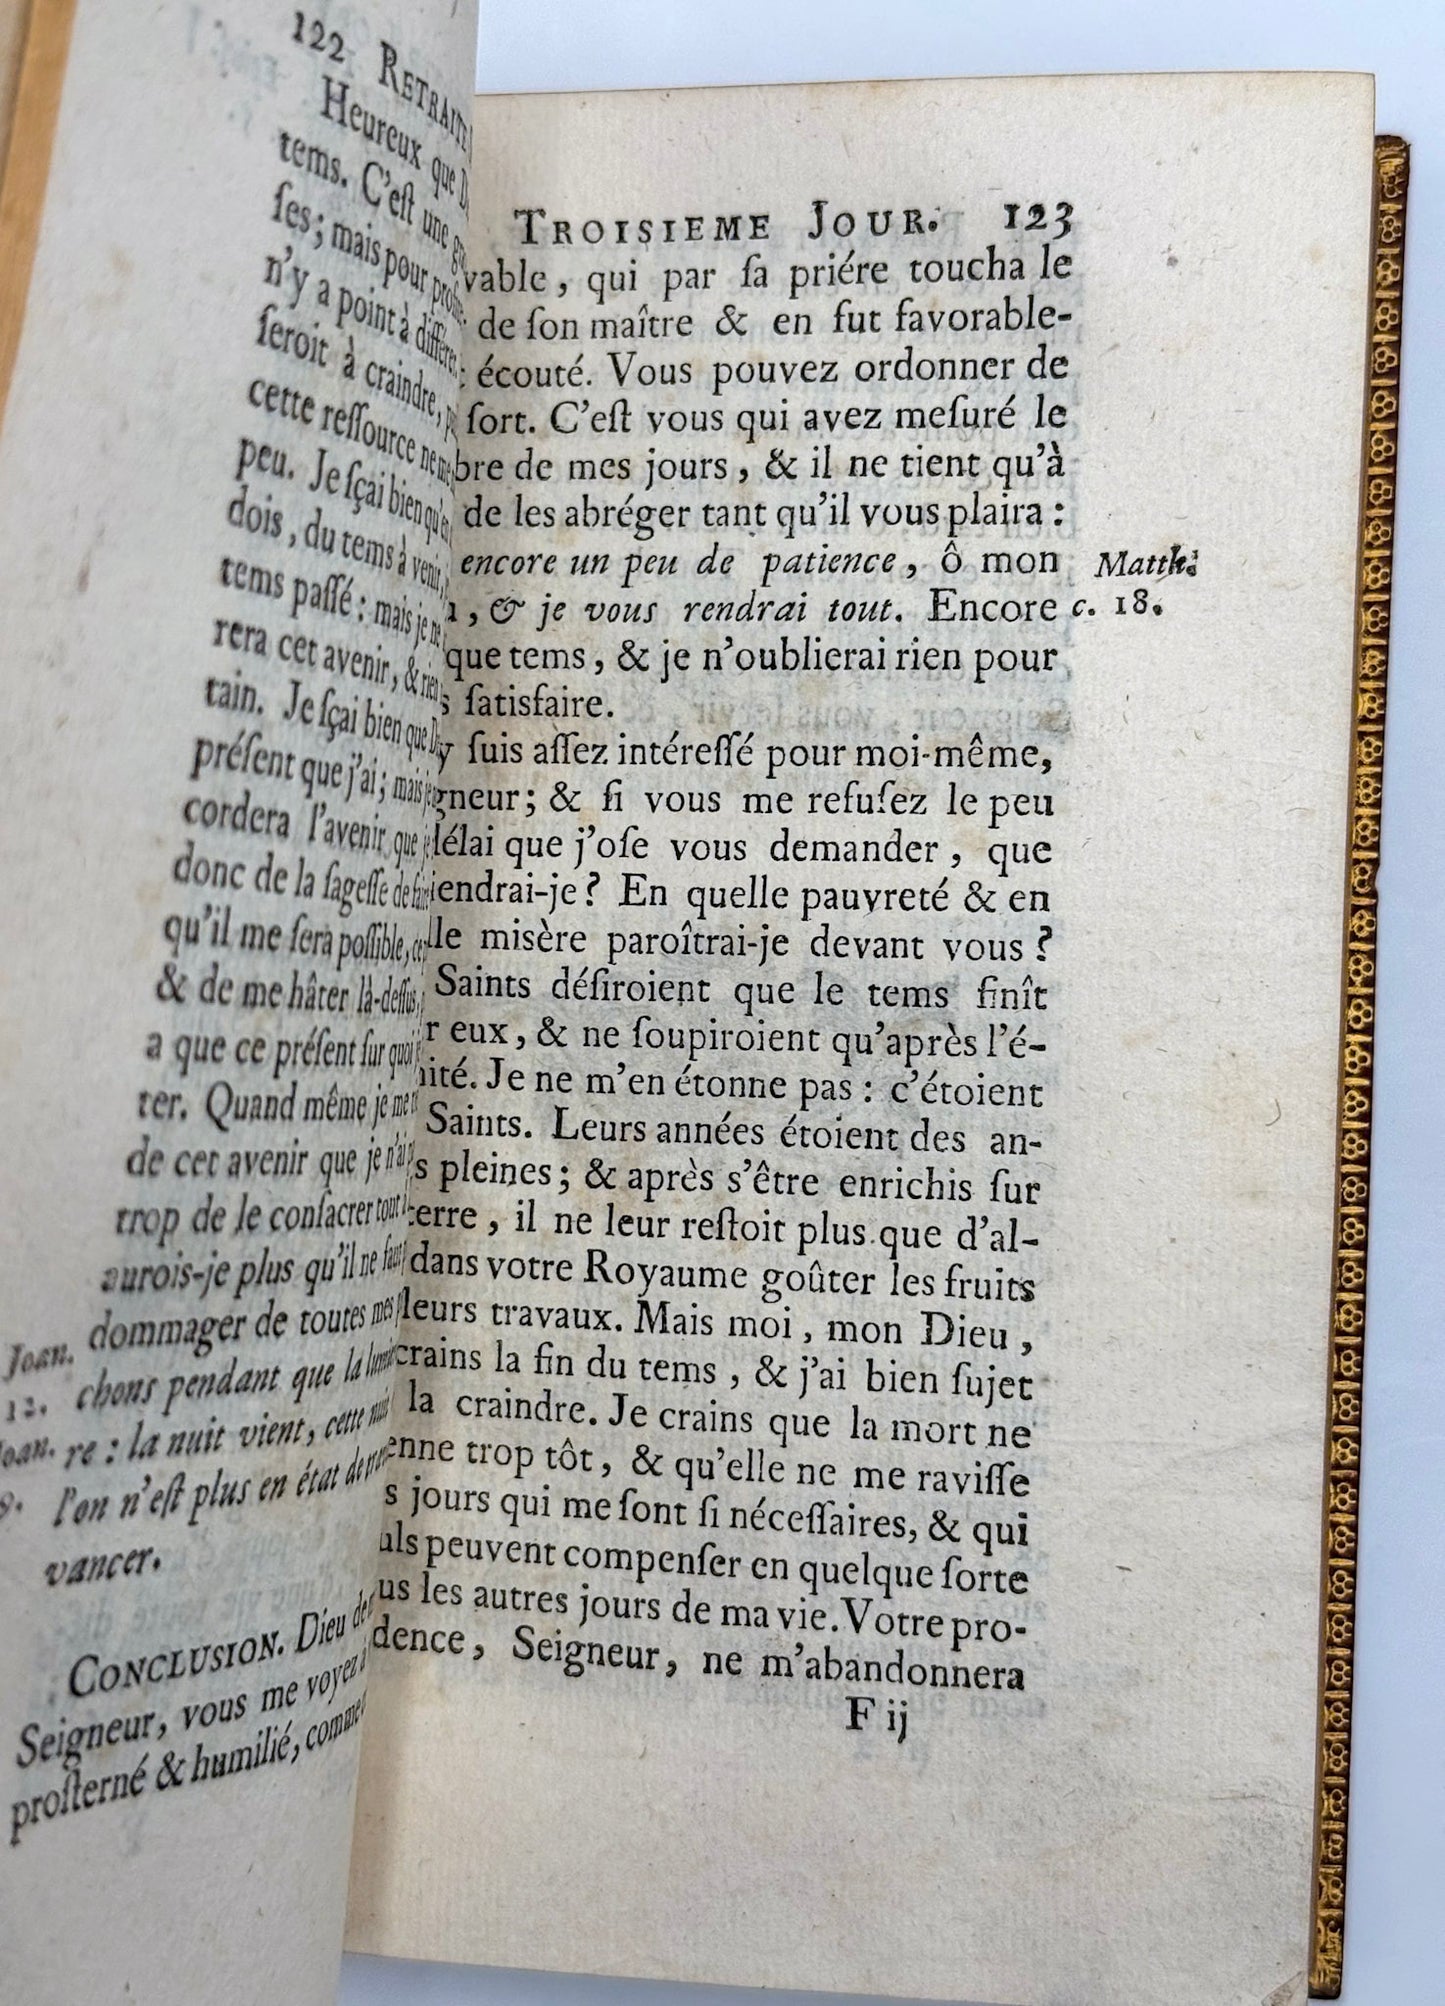 122 RETRAITE
Heureux que
tems. C'eſt une
ſes; mais pour
n'y a point à différer
ſeroit à craindre,
cette reſſource ne me
peu. Je ſçai bien qu'en
dois, du tems à venir,
tems paſſé : mais je ne
rera cet avenir, & rien
tain. Je ſçai bien que
préſent que j'ai; mais je
cordera l'avenir que je
donc de la ſageſſe de faire
qu'il me ſera poſſible,
& de me hâter là-deſſus,
a que ce préſent ſur quoi
ter. Quand même je me
de cet avenir que je n'ai
trop de le conſacrer tout
aurois-je plus qu'il ne faut
dommager de toutes mes
Joan. chons pendant que la lumie
12. re : la nuit vient, cette nuit
Joan. l'on n'eſt plus en état de
9. vancer.
CONCLUSION. Dieu de
Seigneur, vous me voyez à
proſterné & humilié, comme
TROISIEME JOUR. 123
vable, qui par ſa priére toucha le
de ſon maître & en fut favorable-
écouté. Vous pouvez ordonner de
ſort. C'eſt vous qui avez meſuré le
bre de mes jours, & il ne tient qu'à
de les abréger tant qu'il vous plaira :
encore un peu de patience, ô mon Matth.
, & je vous rendrai tout. Encore c. 18.
que tems, & je n'oublierai rien pour
s ſatisfaire.
y ſuis aſſez intéreſſé pour moi-même,
gneur; & ſi vous me refuſez le peu
délai que j'oſe vous demander, que
iendrai-je ? En quelle pauvreté & en
lle misère paroîtrai-je devant vous ?
Saints déſiroient que le tems finît
r eux, & ne ſoupiroient qu'après l'é-
nité. Je ne m'en étonne pas : c'étoient
Saints. Leurs années étoient des an-
s pleines; & après s'être enrichis ſur
terre, il ne leur reſtoit plus que d'al-
dans votre Royaume goûter les fruits
leurs travaux. Mais moi, mon Dieu,
crains la fin du tems, & j'ai bien ſujet
la craindre. Je crains que la mort ne
enne trop tôt, & qu'elle ne me raviſſe
s jours qui me ſont ſi néceſſaires, & qui
uls peuvent compenſer en quelque ſorte
us les autres jours de ma vie. Votre pro-
dence, Seigneur, ne m'abandonnera
F ij